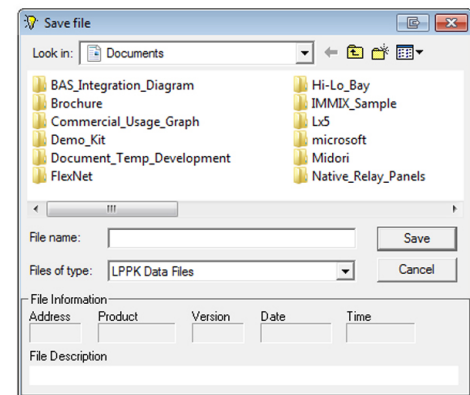 Save file
Look in: Documents
BAS_Integration_Diagram
Brochure
Commercial_Usage_Graph
Demo_Kit
Document_Temp_Development
FlexNet
Hi-Lo_Bay
IMMIX_Sample
Lx5
microsoft
Midori
Native_Relay_Panels
File name: Save
Files of type: LPPK Data Files Cancel
File Information
Address Product Version Date Time
File Description